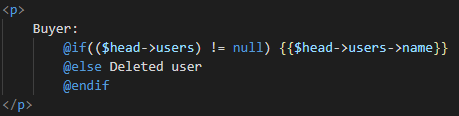 <p>
Buyer:
@if(($head->users) != null) {{$head->users->name}}
@else Deleted user
@endif
</p>